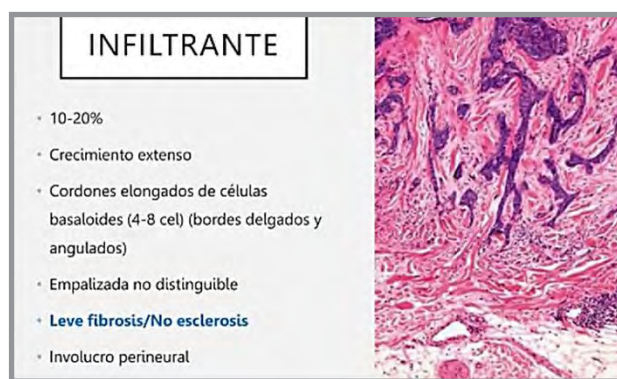 INFILTRANTE
• 10-20%
• Crecimiento extenso
• Cordones elongados de células
basaloides (4-8 cel) (bordes delgados y
angulados)
• Empalizada no distinguible
• Leve fibrosis/No esclerosis
• Involucro perineural